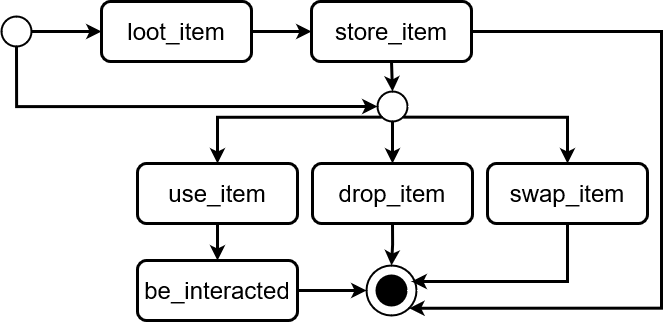 loot_item
store_item
use_item
drop_item
swap_item
be_interacted